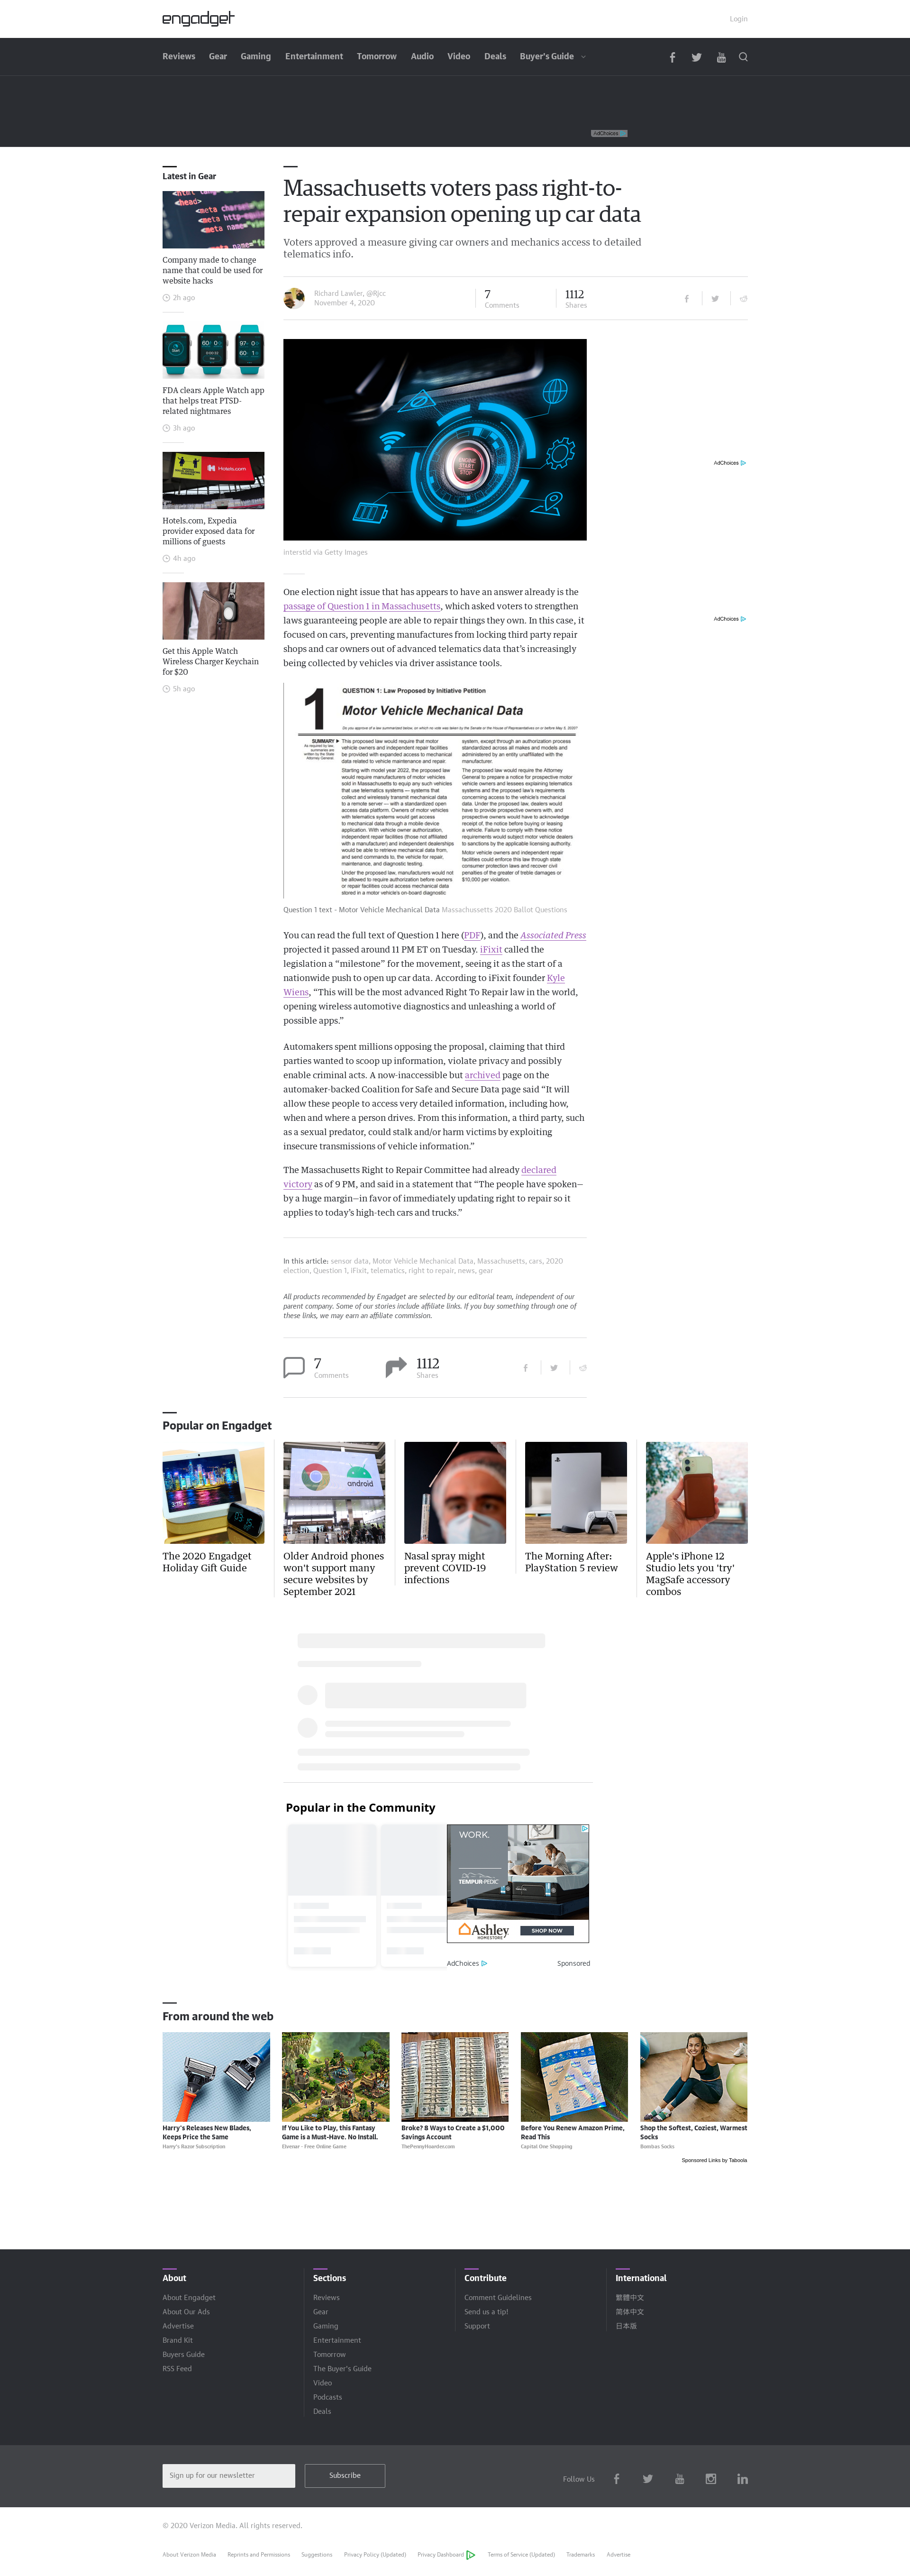 engadget
Login
Reviews Gear Gaming Entertainment Tomorrow Audio Video Deals Buyer's Guide
AdChoices
Latest in Gear
Company made to change
name that could be used for
website hacks
2h ago
FDA clears Apple Watch app
that helps treat PTSD-
related nightmares
3h ago
Hotels.com, Expedia
provider exposed data for
millions of guests
4h ago
Get this Apple Watch
Wireless Charger Keychain
for $20
5h ago
Massachusetts voters pass right-to-
repair expansion opening up car data
Voters approved a measure giving car owners and mechanics access to detailed
telematics info.
Richard Lawler, @Rjcc
November 4, 2020
7
Comments
1112
Shares
AdChoices
AdChoices
interstid via Getty Images
One election night issue that has appears to have an answer already is the
passage of Question 1 in Massachusetts, which asked voters to strengthen
laws guaranteeing people are able to repair things they own. In this case, it
focused on cars, preventing manufactures from locking third party repair
shops and car owners out of advanced telematics data that's increasingly
being collected by vehicles via driver assistance tools.
1
QUESTION 1: Law Proposed by Initiative Petition
Motor Vehicle Mechanical Data
Question 1 text - Motor Vehicle Mechanical Data Massachussetts 2020 Ballot Questions
You can read the full text of Question 1 here (PDF), and the Associated Press
projected it passed around 11 PM ET on Tuesday. iFixit called the
legislation a “milestone” for the movement, seeing it as the start of a
nationwide push to open up car data. According to iFixit founder Kyle
Wiens, “This will be the most advanced Right To Repair law in the world,
opening wireless automotive diagnostics and unleashing a world of
possible apps.”
Automakers spent millions opposing the proposal, claiming that third
parties wanted to scoop up information, violate privacy and possibly
enable criminal acts. A now-inaccessible but archived page on the
automaker-backed Coalition for Safe and Secure Data page said “It will
allow these people to access very detailed information, including how,
when and where a person drives. From this information, a third party, such
as a sexual predator, could stalk and/or harm victims by exploiting
insecure transmissions of vehicle information.”
The Massachusetts Right to Repair Committee had already declared
victory as of 9 PM, and said in a statement that “The people have spoken—
by a huge margin—in favor of immediately updating right to repair so it
applies to today's high-tech cars and trucks.”
In this article: sensor data, Motor Vehicle Mechanical Data, Massachusetts, cars, 2020
election, Question 1, iFixit, telematics, right to repair, news, gear
All products recommended by Engadget are selected by our editorial team, independent of our
parent company. Some of our stories include affiliate links. If you buy something through one of
these links, we may earn an affiliate commission.
7
Comments
1112
Shares
Popular on Engadget
The 2020 Engadget
Holiday Gift Guide
Older Android phones
won't support many
secure websites by
September 2021
Nasal spray might
prevent COVID-19
infections
The Morning After:
PlayStation 5 review
Apple's iPhone 12
Studio lets you 'try'
MagSafe accessory
combos
Popular in the Community
WORK.
TEMPUR-PEDIC
Ashley
HOMESTORE
SHOP NOW
AdChoices
Sponsored
From around the web
Harry's Releases New Blades,
Keeps Price the Same
Harry's Razor Subscription
If You Like to Play, this Fantasy
Game is a Must-Have. No Install.
Elvenar - Free Online Game
Broke? 8 Ways to Create a $1,000
Savings Account
ThePennyHoarder.com
Before You Renew Amazon Prime,
Read This
Capital One Shopping
Shop the Softest, Coziest, Warmest
Socks
Bombas Socks
Sponsored Links by Taboola
About
About Engadget
About Our Ads
Advertise
Brand Kit
Buyers Guide
RSS Feed
Sections
Reviews
Gear
Gaming
Entertainment
Tomorrow
The Buyer's Guide
Video
Podcasts
Deals
Contribute
Comment Guidelines
Send us a tip!
Support
International
繁體中文
简体中文
日本版
Sign up for our newsletter
Subscribe
Follow Us
© 2020 Verizon Media. All rights reserved.
About Verizon Media Reprints and Permissions Suggestions Privacy Policy (Updated) Privacy Dashboard Terms of Service (Updated) Trademarks Advertise